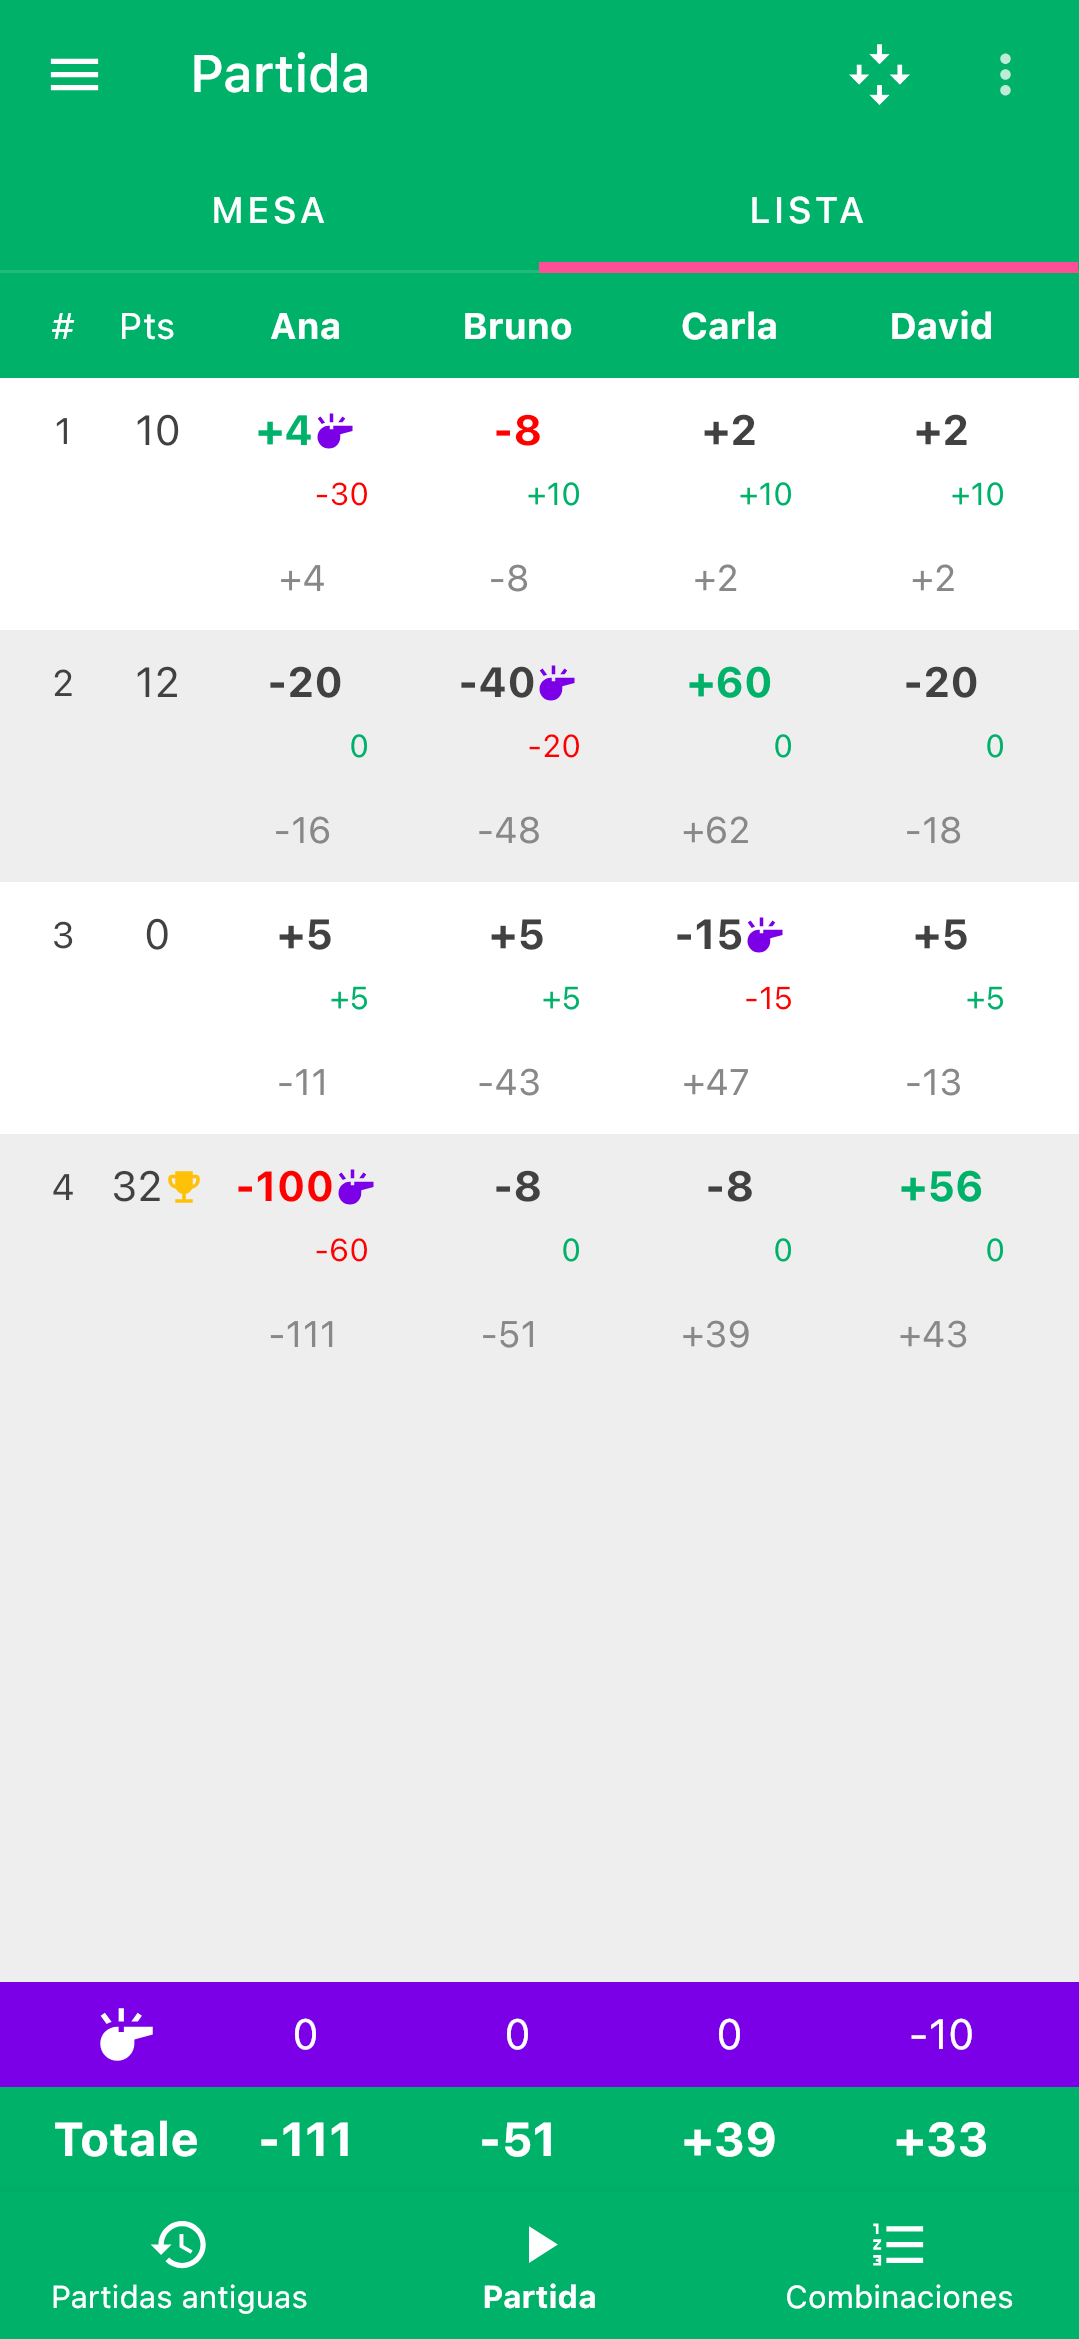 Partida
MESA LISTA
# Pts Ana Bruno Carla David
1 10 +4 -8 +2 +2
-30 +10 +10 +10
+4 -8 +2 +2
2 12 -20 -40 +60 -20
0 -20 0 0
-16 -48 +62 -18
3 0 +5 +5 -15 +5
+5 +5 -15 +5
-11 -43 +47 -13
4 32 -100 -8 -8 +56
-60 0 0 0
-111 -51 +39 +43
0 0 0 -10
Totale -111 -51 +39 +33
Partidas antiguas Partida Combinaciones